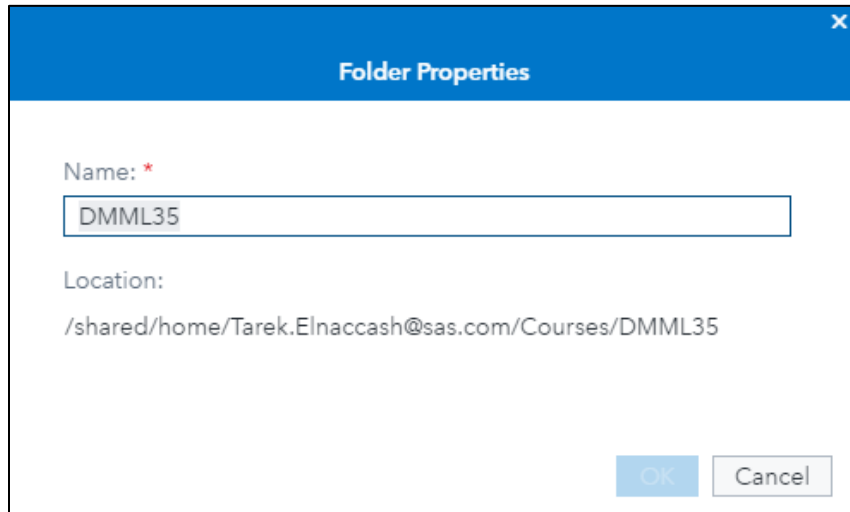 Folder Properties
Name: *
DMML35
Location:
/shared/home/Tarek.Elnaccash@sas.com/Courses/DMML35
OK Cancel